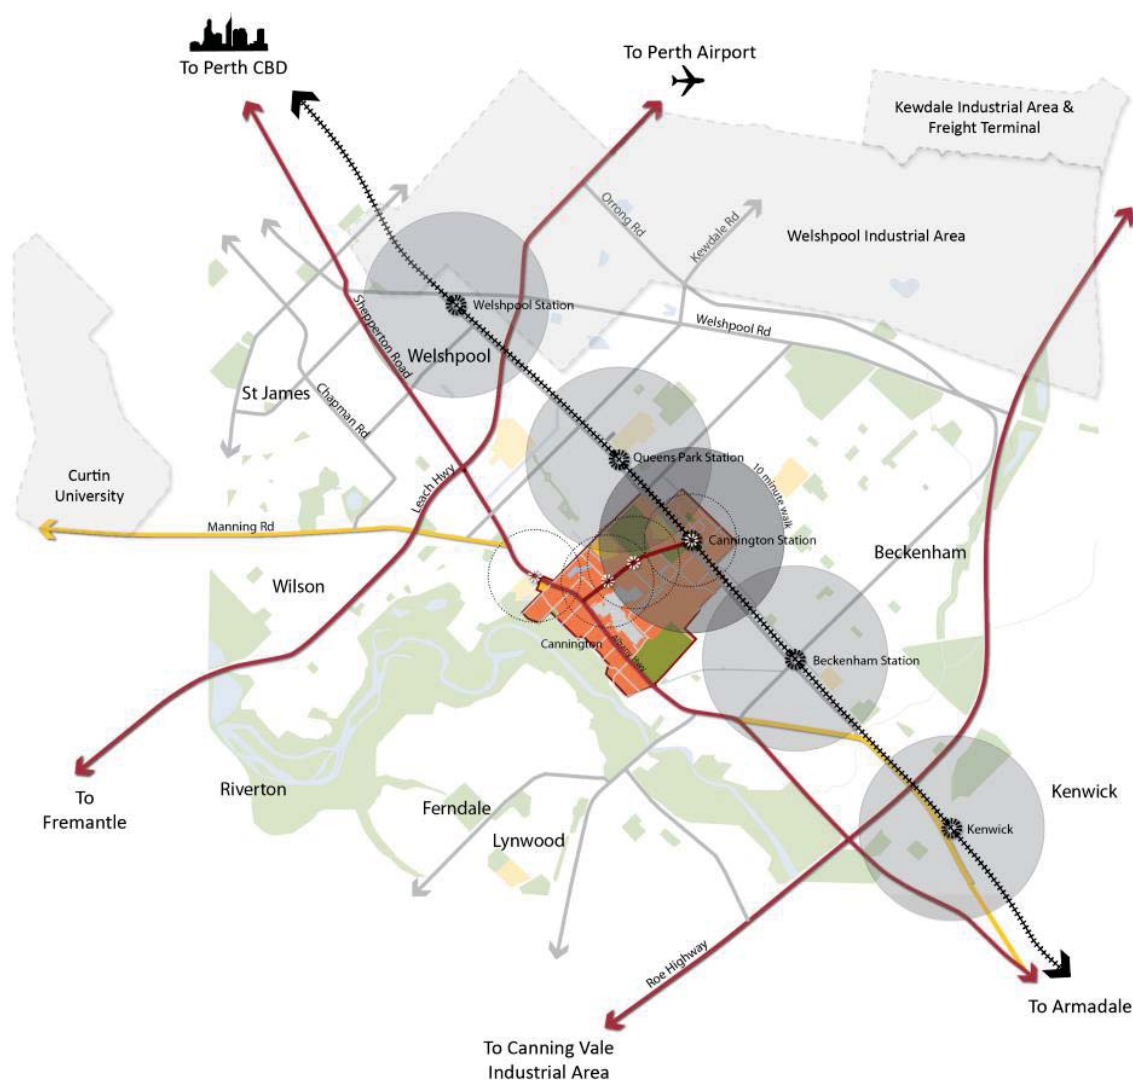 To Perth CBD
To Perth Airport
Kewdale Industrial Area &
Freight Terminal
Orrong Rd
Kewdale Rd
Welshpool Industrial Area
Welshpool Station
Shepperton Road
Welshpool Rd
Welshpool
St James
Chapman Rd
Queens Park Station
10 minute walk
Curtin
University
Leach Hwy
Manning Rd
Cannington Station
Beckenham
Wilson
Cannington
Albany Hwy
Beckenham Station
Riverton
To
Fremantle
Ferndale
Lynwood
Kenwick
Kenwick
Roe Highway
To Armadale
To Canning Vale
Industrial Area